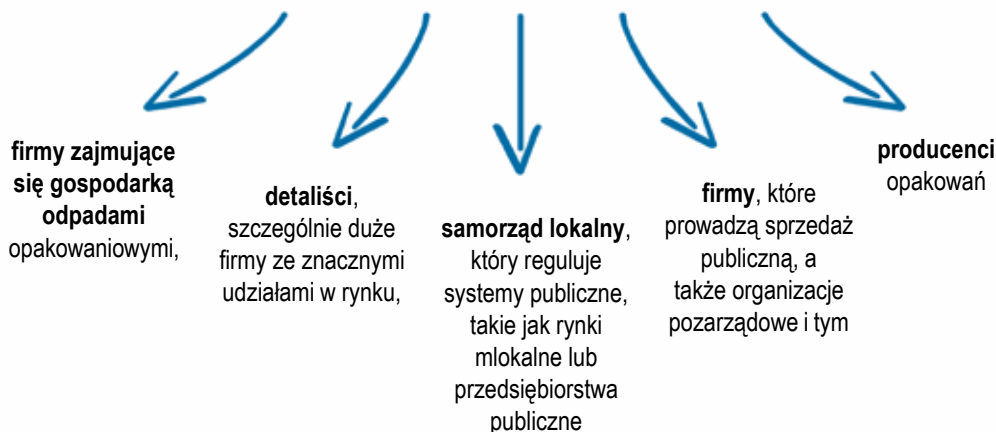 firmy zajmujące
się gospodarką
odpadami
opakowaniowymi,
detaliści,
szczególnie duże
firmy ze znacznymi
udziałami w rynku,
samorząd lokalny,
który reguluje
systemy publiczne,
takie jak rynki
mlokalne lub
przedsiębiorstwa
publiczne
firmy, które
prowadzą sprzedaż
publiczną, a
także organizacje
pozarządowe i tym
producenci
opakowań